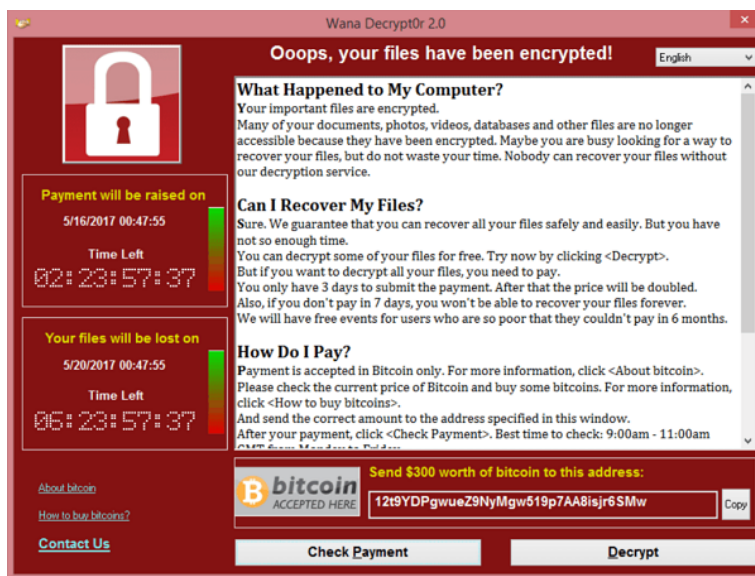 Wana Decrypt0r 2.0
Ooops, your files have been encrypted!
English
What Happened to My Computer?
Your important files are encrypted.
Many of your documents, photos, videos, databases and other files are no longer
accessible because they have been encrypted. Maybe you are busy looking for a way to
recover your files, but do not waste your time. Nobody can recover your files without
our decryption service.
Can I Recover My Files?
Sure. We guarantee that you can recover all your files safely and easily. But you have
not so enough time.
You can decrypt some of your files for free. Try now by clicking <Decrypt>.
But if you want to decrypt all your files, you need to pay.
You only have 3 days to submit the payment. After that the price will be doubled.
Also, if you don't pay in 7 days, you won't be able to recover your files forever.
We will have free events for users who are so poor that they couldn't pay in 6 months.
How Do I Pay?
Payment is accepted in Bitcoin only. For more information, click <About bitcoin>.
Please check the current price of Bitcoin and buy some bitcoins. For more information,
click <How to buy bitcoins>.
And send the correct amount to the address specified in this window.
After your payment, click <Check Payment>. Best time to check: 9:00am - 11:00am
GMT from Monday to Friday
Payment will be raised on
5/16/2017 00:47:55
Time Left
02:23:57:37
Your files will be lost on
5/20/2017 00:47:55
Time Left
06:23:57:37
About bitcoin
How to buy bitcoins?
Contact Us
bitcoin
ACCEPTED HERE
Send $300 worth of bitcoin to this address:
12t9YDPgwueZ9NyMgw519p7AA8isjr6SMw
Copy
Check Payment
Decrypt